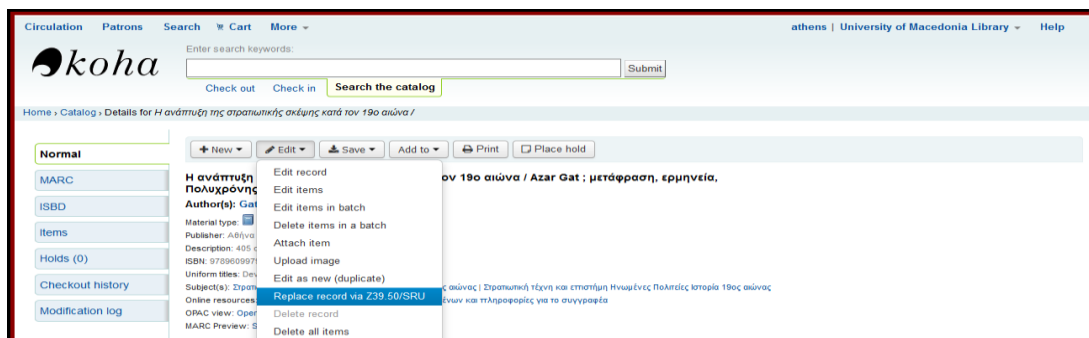 Circulation Patrons Search Cart More athens | University of Macedonia Library Help
koha
Enter search keywords:
Submit
Check out Check in Search the catalog
Home › Catalog › Details for Η ανάπτυξη της στρατιωτικής σκέψης κατά τον 19ο αιώνα /
Normal
MARC
ISBD
Items
Holds (0)
Checkout history
Modification log
New Edit Save Add to Print Place hold
Edit record
Edit items
Edit items in batch
Delete items in a batch
Attach item
Upload image
Edit as new (duplicate)
Replace record via Z39.50/SRU
Delete record
Delete all items
Η ανάπτυξη ον 19ο αιώνα / Azar Gat ; μετάφραση, ερμηνεία,
Πολυχρόνης
Author(s): Gat
Material type:
Publisher: Αθήνα
Description: 405 σ
ISBN: 978960997
Uniform titles: Dev
Subject(s): Στρατ ς αιώνας | Στρατιωτική τέχνη και επιστήμη Ηνωμένες Πολιτείες Ιστορία 19ος αιώνας
Online resources: ένων και πληροφορίες για το συγγραφέα
OPAC view: Oper
MARC Preview: S